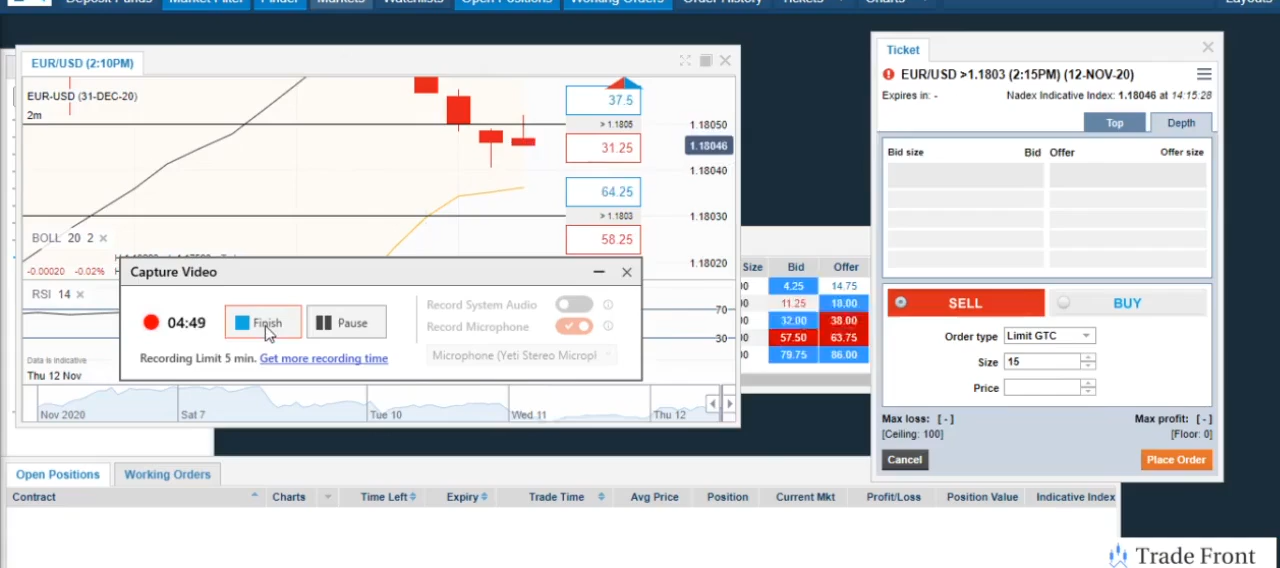 Deposit Funds Market Filter Finder Markets Watchlists Open Positions Working Orders Order History Tickets Charts Layouts
EUR/USD (2:10PM)
EUR-USD (31-DEC-20)
2m
37.5
> 1.1805
31.25
64.25
> 1.1803
58.25
1.18050
1.18046
1.18040
1.18030
1.18020
BOLL 20 2
-0.00020 -0.02%
RSI 14
70
30
Data is indicative
Thu 12 Nov
Nov 2020 Sat 7 Tue 10 Wed 11 Thu 12
Capture Video
04:49 Finish Pause
Record System Audio
Record Microphone
Recording Limit 5 min. Get more recording time
Microphone (Yeti Stereo Micropl
Size Bid Offer
00 4.25 14.75
00 11.25 18.00
00 32.00 38.00
00 57.50 63.75
00 79.75 86.00
Ticket
EUR/USD >1.1803 (2:15PM) (12-NOV-20)
Expires in: - Nadex Indicative Index: 1.18046 at 14:15:28
Top Depth
Bid size Bid Offer Offer size
SELL BUY
Order type Limit GTC
Size 15
Price
Max loss: [ - ] Max profit: [ - ]
[Ceiling: 100] [Floor: 0]
Cancel Place Order
Open Positions Working Orders
Contract Charts Time Left Expiry Trade Time Avg Price Position Current Mkt Profit/Loss Position Value Indicative Index
Trade Front